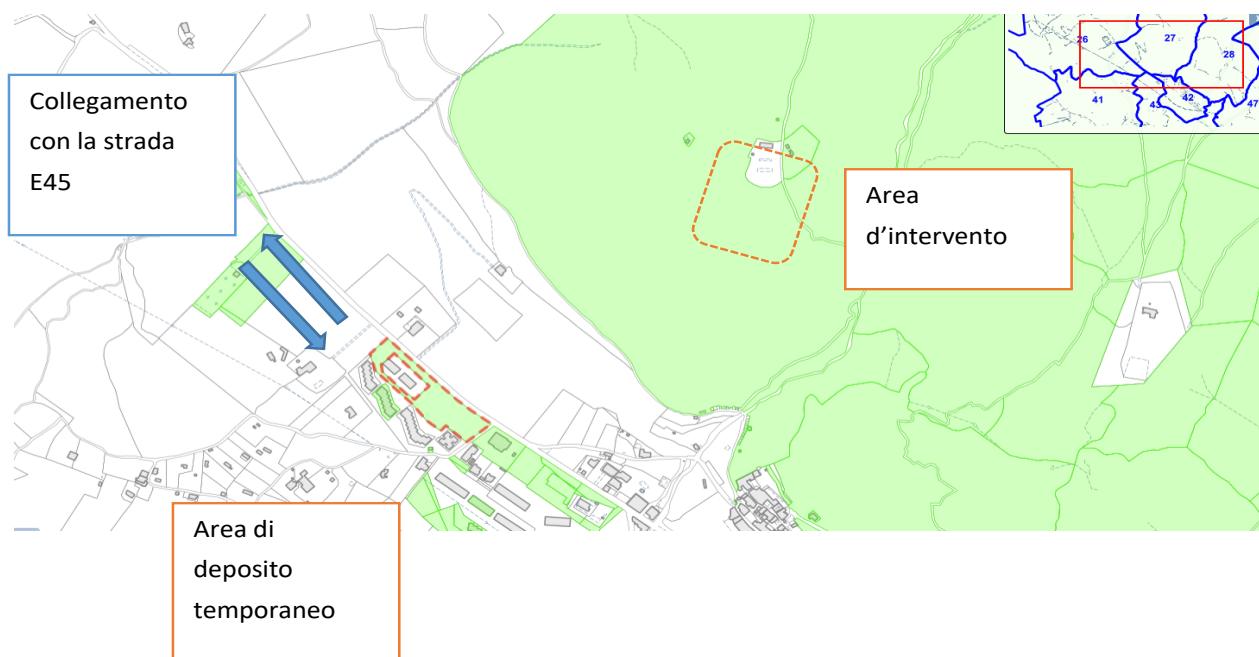 Collegamento
con la strada
E45
26
27
28
41
43
42
47
Area
d’intervento
Area di
deposito
temporaneo